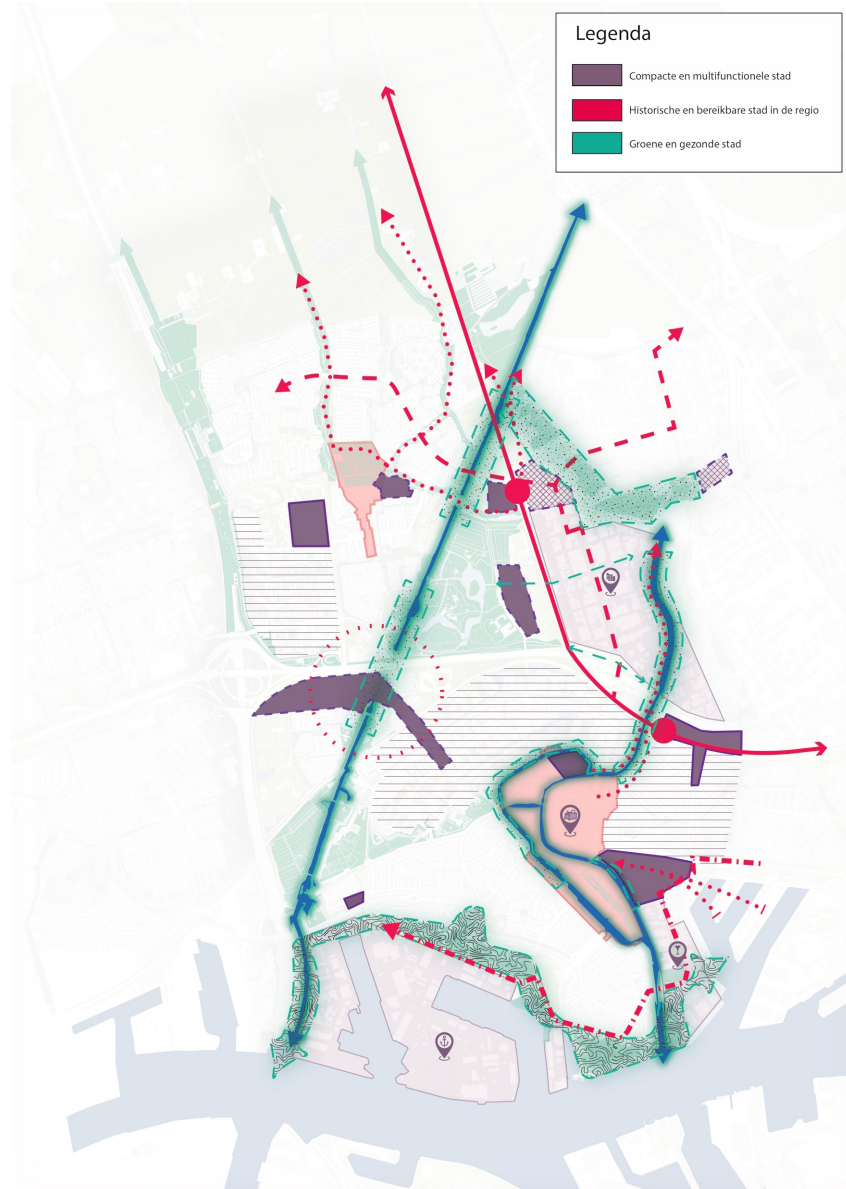 Legenda
Compacte en multifunctionele stad
Historische en bereikbare stad in de regio
Groene en gezonde stad